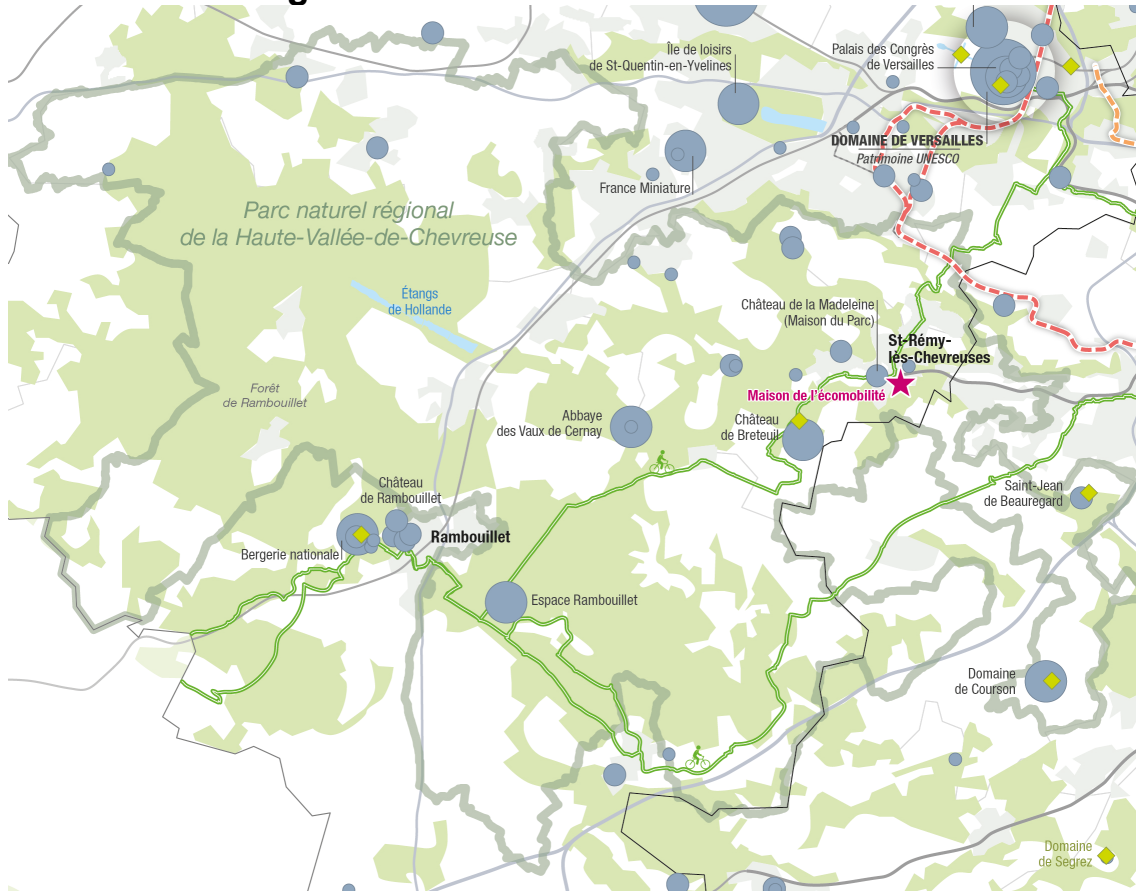 Île de loisirs
de St-Quentin-en-Yvelines
Palais des Congrès
de Versailles
DOMAINE DE VERSAILLES
Patrimoine UNESCO
France Miniature
Parc naturel régional
de la Haute-Vallée-de-Chevreuse
Étangs
de Hollande
Château de la Madeleine
(Maison du Parc)
St-Rémy-
lès-Chevreuses
Forêt
de Rambouillet
Maison de l'écomobilité
Abbaye
des Vaux de Cernay
Château
de Breteuil
Château
de Rambouillet
Saint-Jean
de Beauregard
Rambouillet
Bergerie nationale
Espace Rambouillet
Domaine
de Courson
Domaine
de Segrez